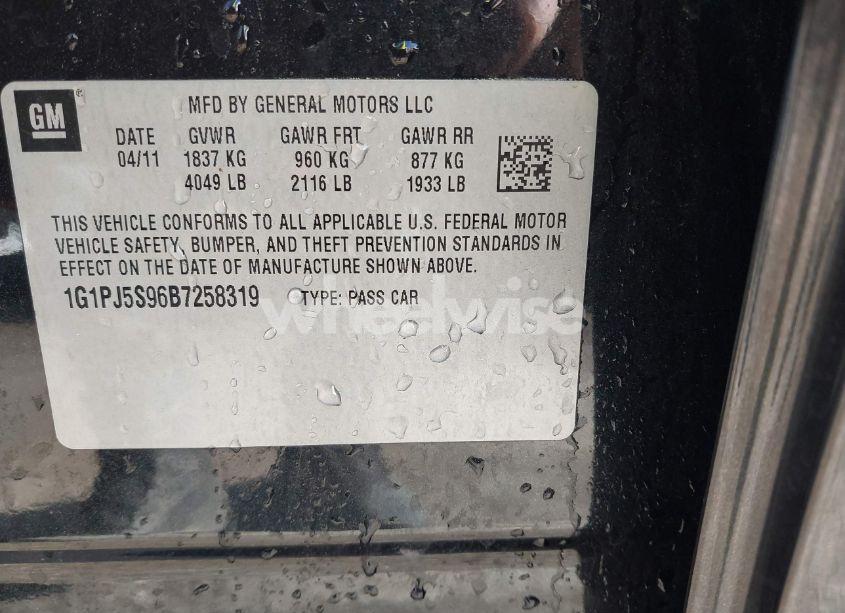 GM
MFD BY GENERAL MOTORS LLC
DATE GVWR GAWR FRT GAWR RR
04/11 1837 KG 960 KG 877 KG
4049 LB 2116 LB 1933 LB
THIS VEHICLE CONFORMS TO ALL APPLICABLE U.S. FEDERAL MOTOR
VEHICLE SAFETY, BUMPER, AND THEFT PREVENTION STANDARDS IN
EFFECT ON THE DATE OF MANUFACTURE SHOWN ABOVE.
1G1PJ5S96B7258319 TYPE: PASS CAR
wheelwise